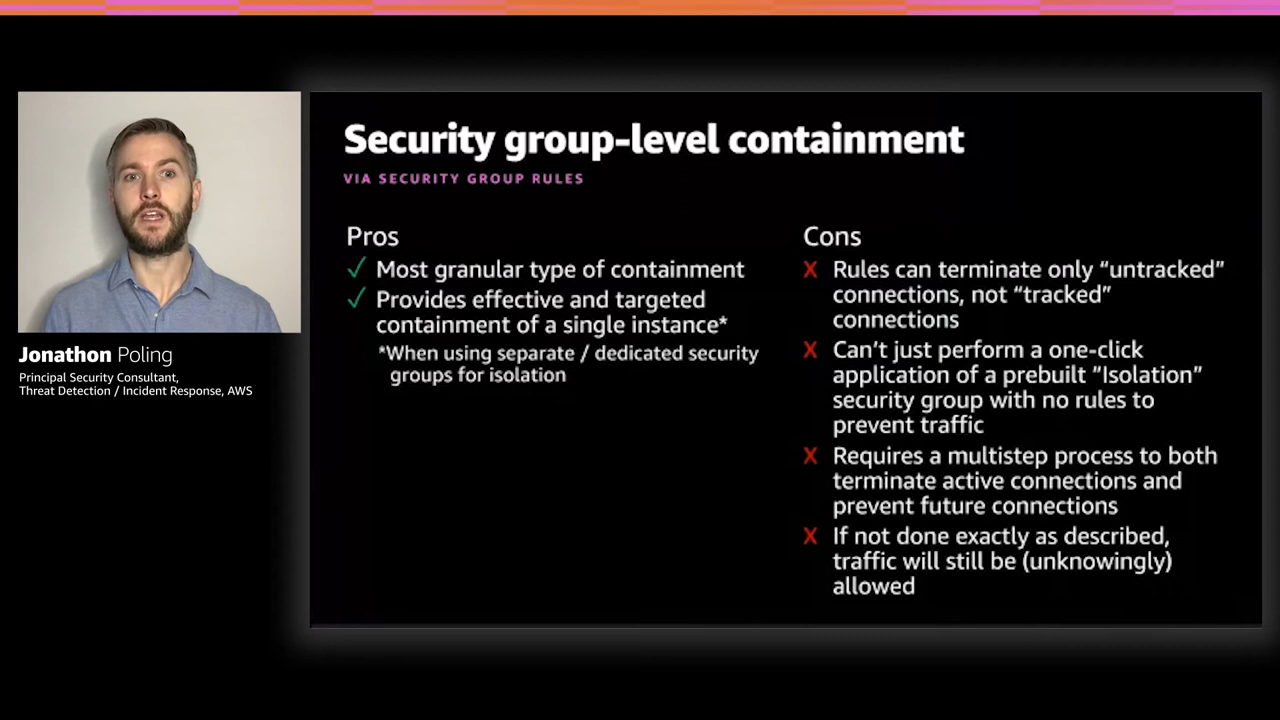 Security group-level containment
VIA SECURITY GROUP RULES
Pros
✓ Most granular type of containment
✓ Provides effective and targeted
containment of a single instance*
*When using separate / dedicated security
groups for isolation
Cons
X Rules can terminate only “untracked”
connections, not “tracked”
connections
X Can’t just perform a one-click
application of a prebuilt “Isolation”
security group with no rules to
prevent traffic
X Requires a multistep process to both
terminate active connections and
prevent future connections
X If not done exactly as described,
traffic will still be (unknowingly)
allowed
Jonathon Poling
Principal Security Consultant,
Threat Detection / Incident Response, AWS